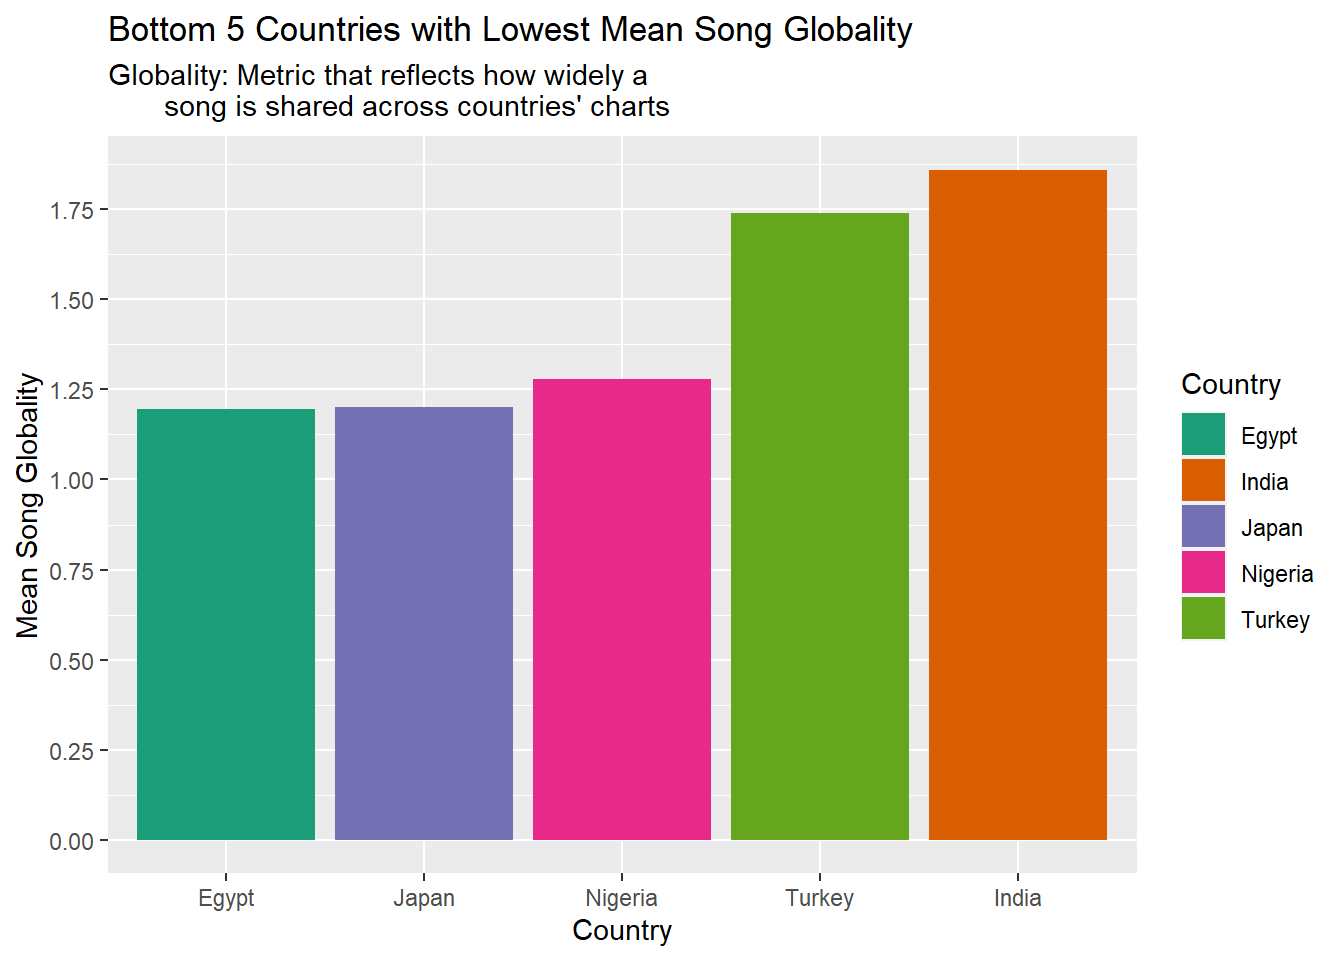 Bottom 5 Countries with Lowest Mean Song Globality
Globality: Metric that reflects how widely a
song is shared across countries' charts
Mean Song Globality
1.75
1.50
1.25
1.00
0.75
0.50
0.25
0.00
Egypt
Japan
Nigeria
Turkey
India
Country
Country
Egypt
India
Japan
Nigeria
Turkey